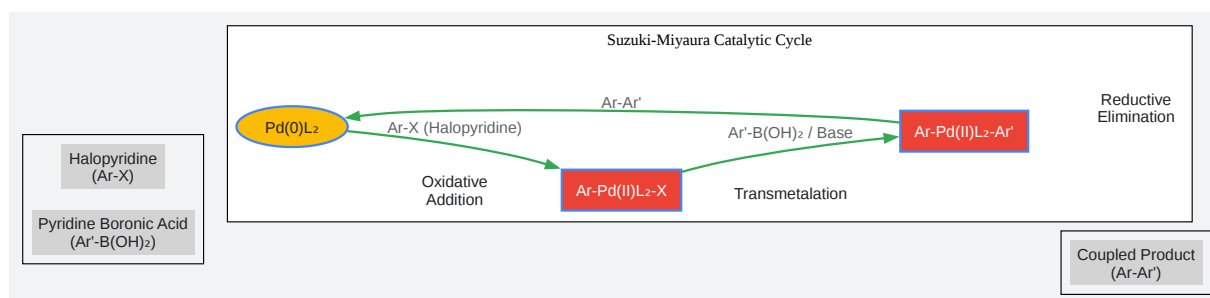 Suzuki-Miyaura Catalytic Cycle
Halopyridine
(Ar-X)
Pyridine Boronic Acid
(Ar'-B(OH)₂)
Pd(0)L₂
Ar-Ar'
Ar-X (Halopyridine)
Oxidative
Addition
Ar-Pd(II)L₂-X
Ar'-B(OH)₂ / Base
Transmetalation
Ar-Pd(II)L₂-Ar'
Reductive
Elimination
Coupled Product
(Ar-Ar')